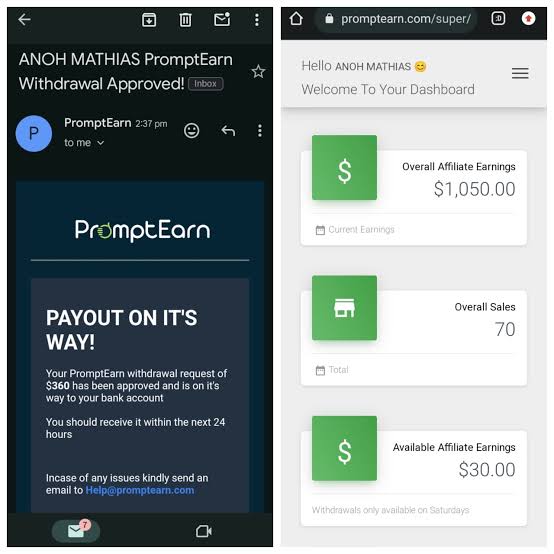 ANOH MATHIAS PromptEarn
Withdrawal Approved! Inbox
P
PromptEarn 2:37 pm
to me
PromptEarn
PAYOUT ON IT'S
WAY!
Your PromptEarn withdrawal request of
$360 has been approved and is on it's
way to your bank account
You should receive it within the next 24
hours
Incase of any issues kindly send an
email to Help@promptearn.com
7
promptearn.com/super/
:D
Hello ANOH MATHIAS 😊
Welcome To Your Dashboard
$
Overall Affiliate Earnings
$1,050.00
Current Earnings
Overall Sales
70
Total
$
Available Affiliate Earnings
$30.00
Withdrawals only available on Saturdays